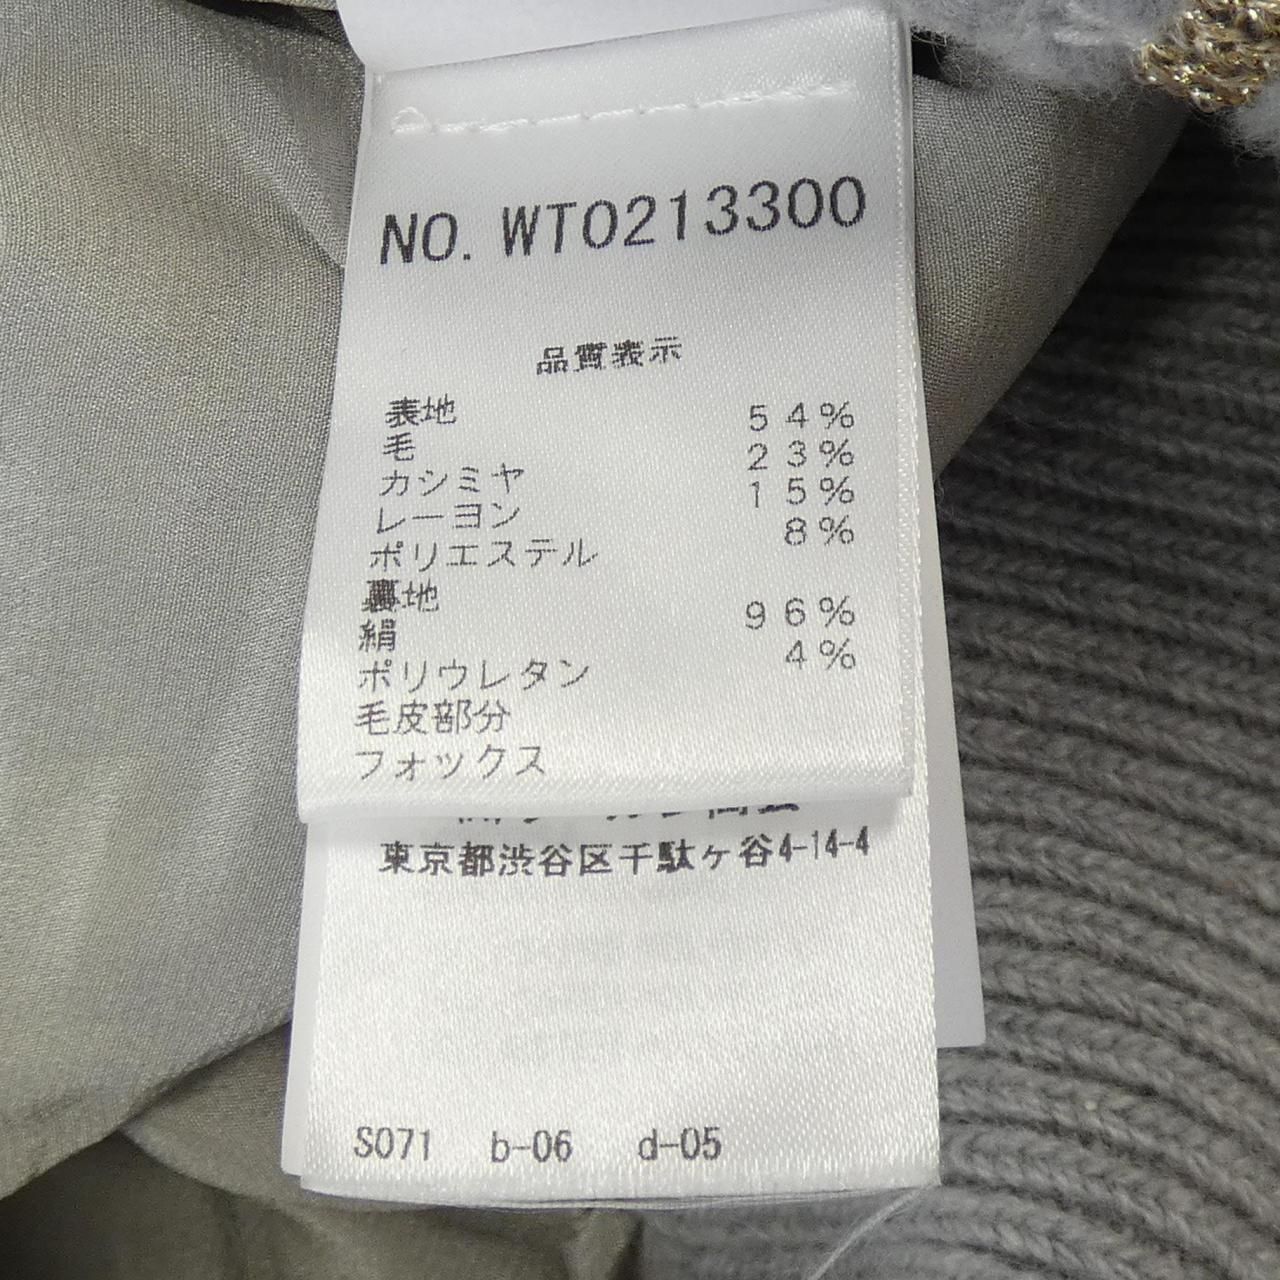 NO. WT0213300
品質表示
表地
毛 54%
カシミヤ 23%
レーヨン 15%
ポリエステル 8%
裏地
絹 96%
ポリウレタン 4%
毛皮部分
フォックス
東京都渋谷区千駄ヶ谷4-14-4
S071 b-06 d-05